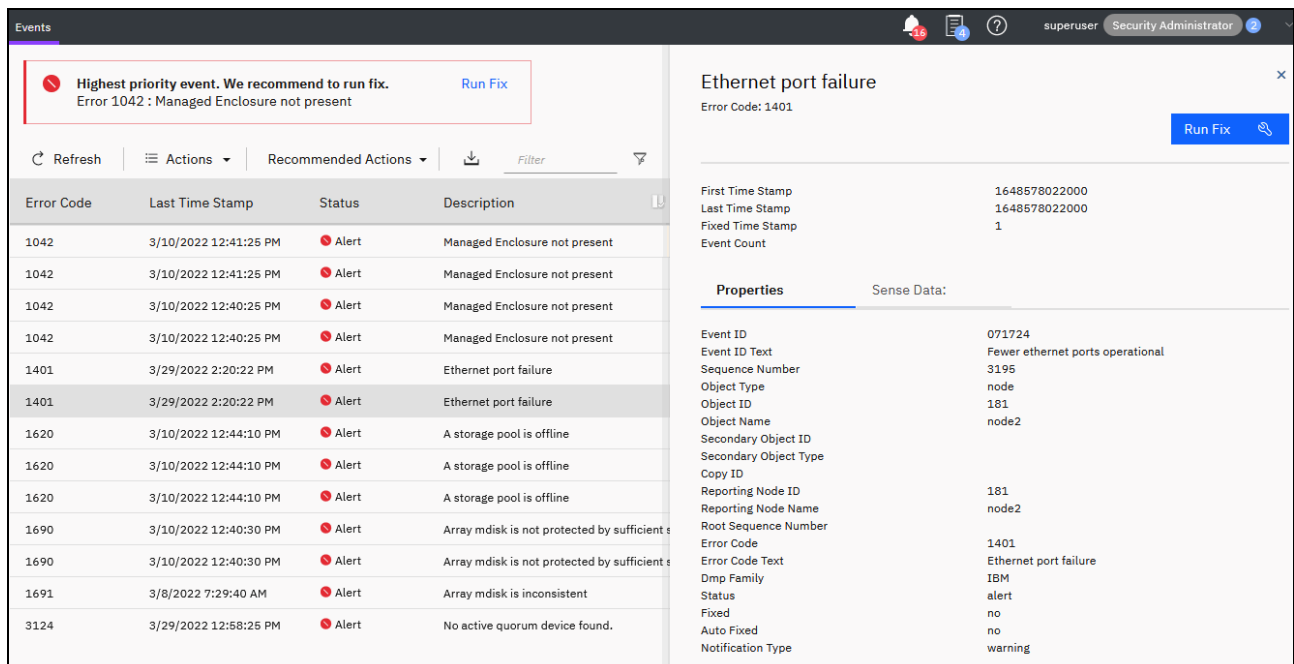 Events
16
4
?
superuser Security Administrator 2
Highest priority event. We recommend to run fix. Run Fix
Error 1042 : Managed Enclosure not present
Refresh Actions Recommended Actions Filter
Error Code Last Time Stamp Status Description
1042 3/10/2022 12:41:25 PM Alert Managed Enclosure not present
1042 3/10/2022 12:41:25 PM Alert Managed Enclosure not present
1042 3/10/2022 12:40:25 PM Alert Managed Enclosure not present
1042 3/10/2022 12:40:25 PM Alert Managed Enclosure not present
1401 3/29/2022 2:20:22 PM Alert Ethernet port failure
1401 3/29/2022 2:20:22 PM Alert Ethernet port failure
1620 3/10/2022 12:44:10 PM Alert A storage pool is offline
1620 3/10/2022 12:44:10 PM Alert A storage pool is offline
1620 3/10/2022 12:44:10 PM Alert A storage pool is offline
1690 3/10/2022 12:40:30 PM Alert Array mdisk is not protected by sufficient s
1690 3/10/2022 12:40:30 PM Alert Array mdisk is not protected by sufficient s
1691 3/8/2022 7:29:40 AM Alert Array mdisk is inconsistent
3124 3/29/2022 12:58:25 PM Alert No active quorum device found.
Ethernet port failure
Error Code: 1401
Run Fix
First Time Stamp 1648578022000
Last Time Stamp 1648578022000
Fixed Time Stamp 1
Event Count
Properties Sense Data:
Event ID 071724
Event ID Text Fewer ethernet ports operational
Sequence Number 3195
Object Type node
Object ID 181
Object Name node2
Secondary Object ID
Secondary Object Type
Copy ID
Reporting Node ID 181
Reporting Node Name node2
Root Sequence Number
Error Code 1401
Error Code Text Ethernet port failure
Dmp Family IBM
Status alert
Fixed no
Auto Fixed no
Notification Type warning